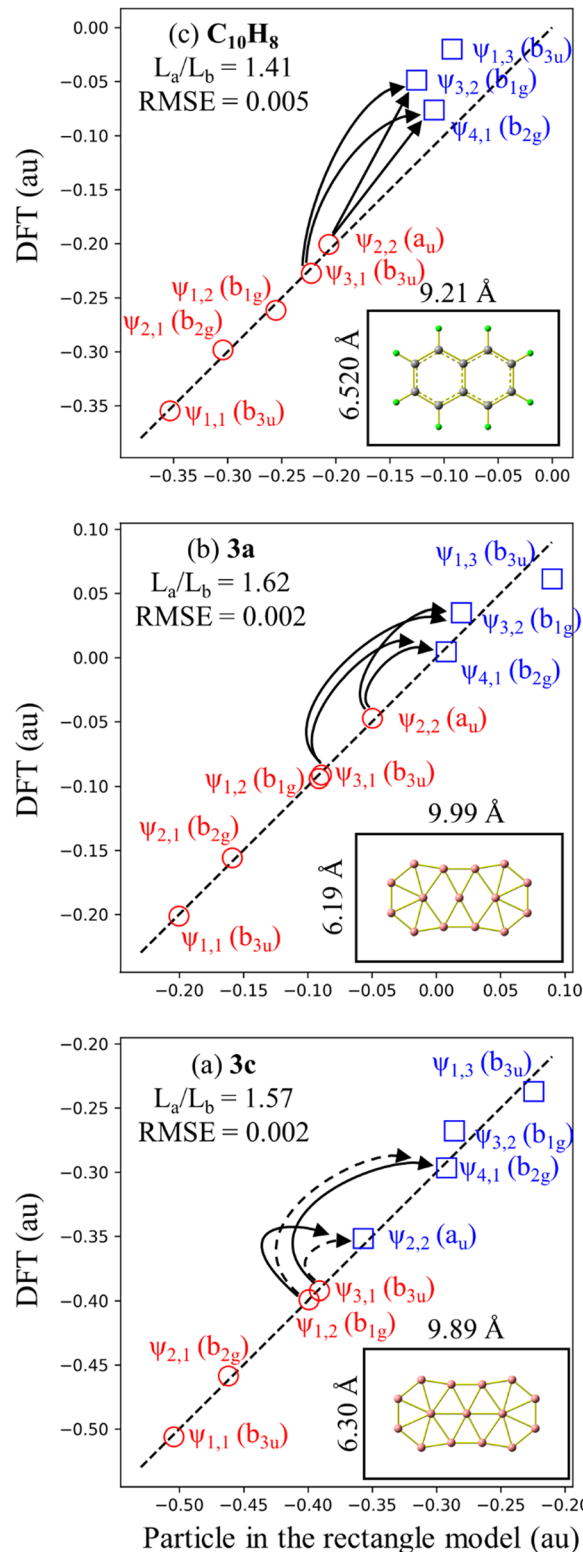 0.00
−0.05
−0.10
−0.15
−0.20
−0.25
−0.30
−0.35
DFT (au)
(c) C₁₀H₈
Lₐ/L_b = 1.41
RMSE = 0.005
ψ₁,₃ (b₃ᵤ)
ψ₃,₂ (b₁g)
ψ₄,₁ (b₂g)
ψ₂,₂ (aᵤ)
ψ₃,₁ (b₃ᵤ)
ψ₁,₂ (b₁g)
ψ₂,₁ (b₂g)
ψ₁,₁ (b₃ᵤ)
9.21 Å
6.520 Å
−0.35 −0.30 −0.25 −0.20 −0.15 −0.10 −0.05 0.00
0.10
0.05
0.00
−0.05
−0.10
−0.15
−0.20
DFT (au)
(b) 3a
Lₐ/L_b = 1.62
RMSE = 0.002
ψ₁,₃ (b₃ᵤ)
ψ₃,₂ (b₁g)
ψ₄,₁ (b₂g)
ψ₂,₂ (aᵤ)
ψ₁,₂ (b₁g) ψ₃,₁ (b₃ᵤ)
ψ₂,₁ (b₂g)
ψ₁,₁ (b₃ᵤ)
9.99 Å
6.19 Å
−0.20 −0.15 −0.10 −0.05 0.00 0.05 0.10
−0.20
−0.25
−0.30
−0.35
−0.40
−0.45
−0.50
DFT (au)
(a) 3c
Lₐ/L_b = 1.57
RMSE = 0.002
ψ₁,₃ (b₃ᵤ)
ψ₃,₂ (b₁g)
ψ₄,₁ (b₂g)
ψ₂,₂ (aᵤ)
ψ₃,₁ (b₃ᵤ)
ψ₁,₂ (b₁g)
ψ₂,₁ (b₂g)
ψ₁,₁ (b₃ᵤ)
9.89 Å
6.30 Å
−0.50 −0.45 −0.40 −0.35 −0.30 −0.25
Particle in the rectangle model (au)